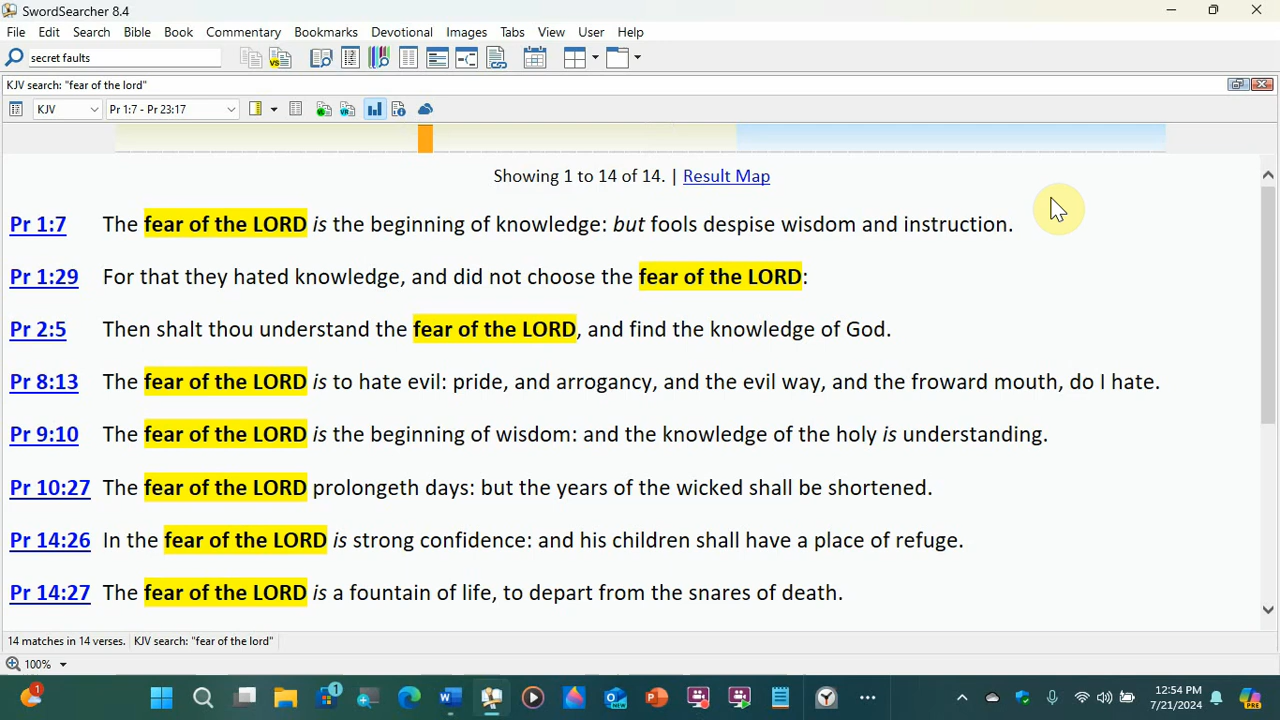 SwordSearcher 8.4
File Edit Search Bible Book Commentary Bookmarks Devotional Images Tabs View User Help
secret faults
KJV search: "fear of the lord"
KJV Pr 1:7 - Pr 23:17
Showing 1 to 14 of 14. | Result Map
Pr 1:7 The fear of the LORD is the beginning of knowledge: but fools despise wisdom and instruction.
Pr 1:29 For that they hated knowledge, and did not choose the fear of the LORD:
Pr 2:5 Then shalt thou understand the fear of the LORD, and find the knowledge of God.
Pr 8:13 The fear of the LORD is to hate evil: pride, and arrogancy, and the evil way, and the froward mouth, do I hate.
Pr 9:10 The fear of the LORD is the beginning of wisdom: and the knowledge of the holy is understanding.
Pr 10:27 The fear of the LORD prolongeth days: but the years of the wicked shall be shortened.
Pr 14:26 In the fear of the LORD is strong confidence: and his children shall have a place of refuge.
Pr 14:27 The fear of the LORD is a fountain of life, to depart from the snares of death.
14 matches in 14 verses. KJV search: "fear of the lord"
100%
12:54 PM
7/21/2024